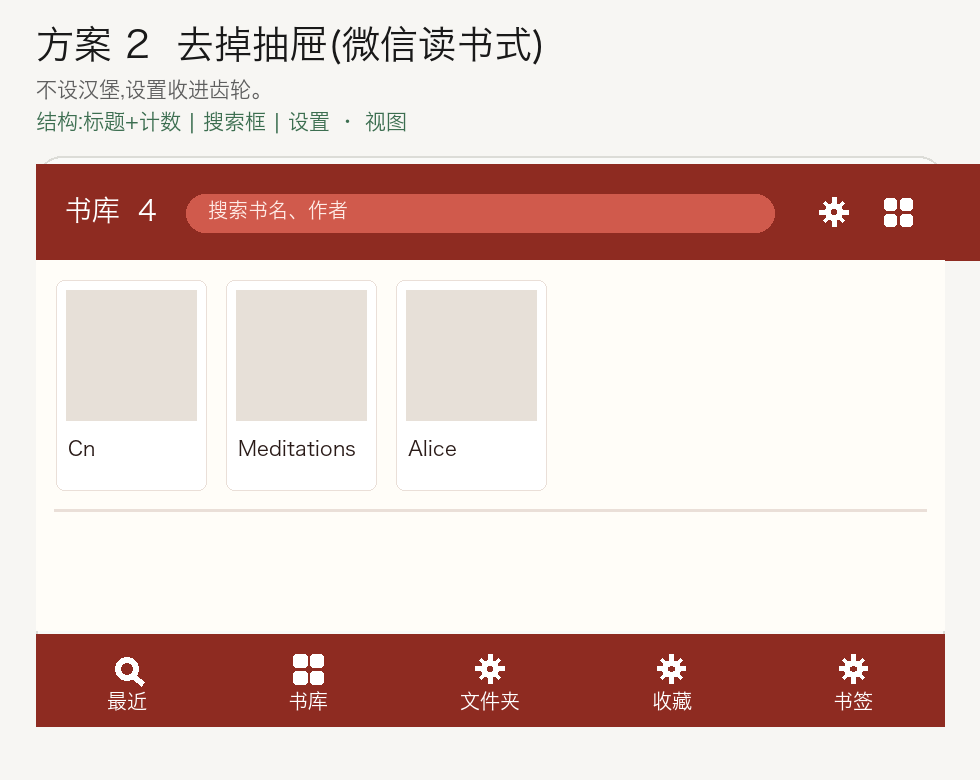 方案 2 去掉抽屉(微信读书式)
不设汉堡,设置收进齿轮。
结构:标题+计数 | 搜索框 | 设置 · 视图
书库 4
搜索书名、作者
Cn
Meditations
Alice
最近
书库
文件夹
收藏
书签